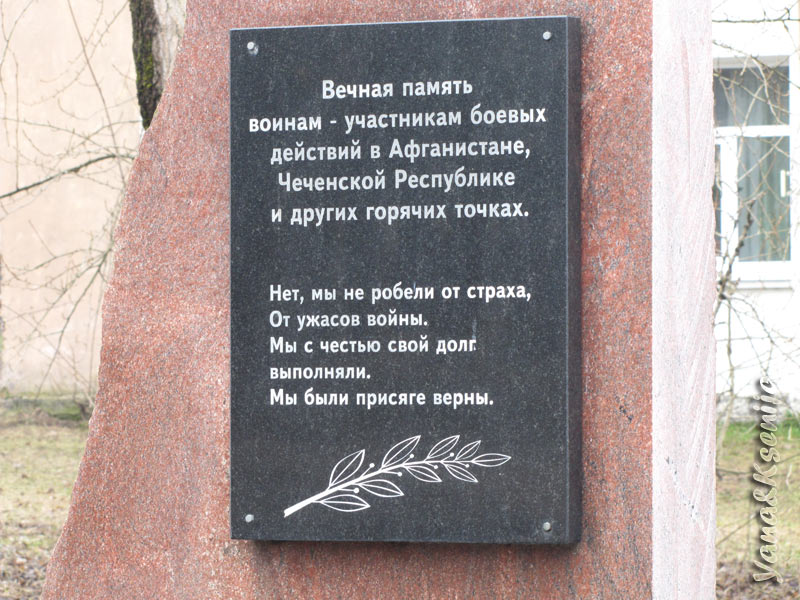 Вечная память
воинам - участникам боевых
действий в Афганистане,
Чеченской Республике
и других горячих точках.
Нет, мы не робели от страха,
От ужасов войны.
Мы с честью свой долг
выполняли.
Мы были присяге верны.
Yana&Ksenija